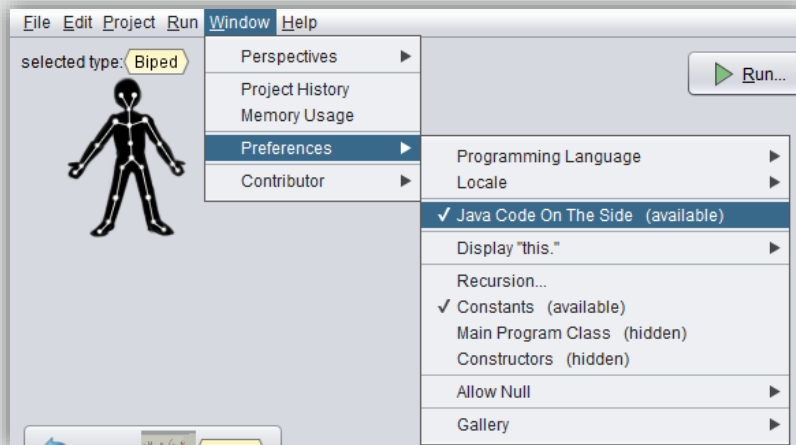 File Edit Project Run Window Help
selected type: Biped
Run...
Perspectives
Project History
Memory Usage
Preferences
Contributor
Programming Language
Locale
✓ Java Code On The Side (available)
Display "this."
Recursion...
✓ Constants (available)
Main Program Class (hidden)
Constructors (hidden)
Allow Null
Gallery